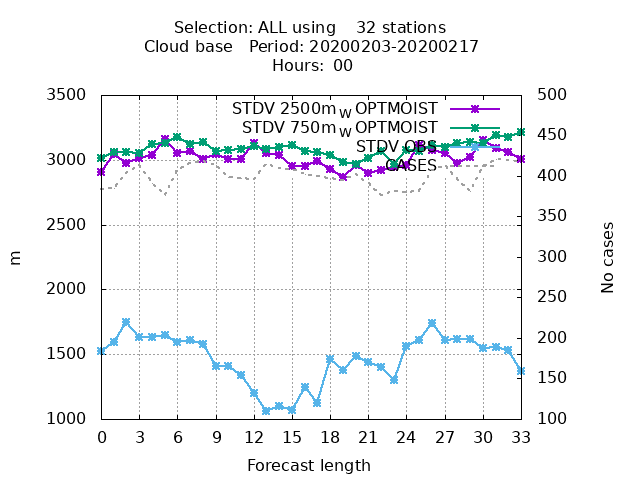 Selection: ALL using    32 stations
Cloud base   Period: 20200203-20200217
Hours:  00
3500 500
STDV 2500m_W OPTMOIST
STDV 750m_W OPTMOIST
STDV OBS
CASES
450
3000 400
350
2500
300
2000
250
200
1500
150
1000 100
m
No cases
0 3 6 9 12 15 18 21 24 27 30 33
Forecast length